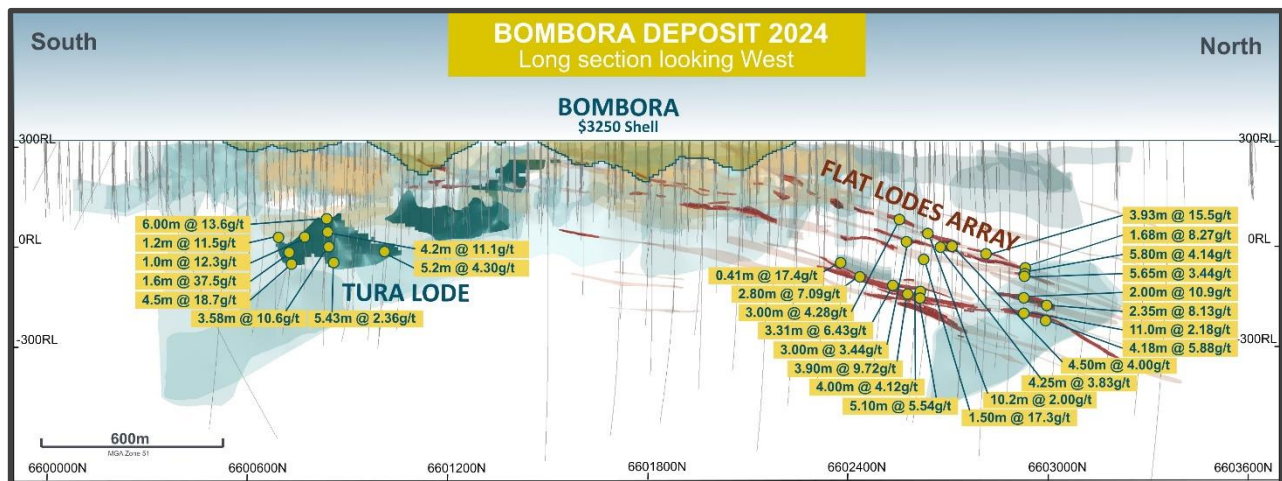 BOMBORA DEPOSIT 2024
Long section looking West
South
North
BOMBORA
$3250 Shell
300RL
300RL
FLAT LODES ARRAY
6.00m @ 13.6g/t
1.2m @ 11.5g/t
1.0m @ 12.3g/t
1.6m @ 37.5g/t
4.5m @ 18.7g/t
3.58m @ 10.6g/t
5.43m @ 2.36g/t
4.2m @ 11.1g/t
5.2m @ 4.30g/t
TURA LODE
0RL
0RL
-300RL
-300RL
0.41m @ 17.4g/t
2.80m @ 7.09g/t
3.00m @ 4.28g/t
3.31m @ 6.43g/t
3.00m @ 3.44g/t
3.90m @ 9.72g/t
4.00m @ 4.12g/t
5.10m @ 5.54g/t
1.50m @ 17.3g/t
10.2m @ 2.00g/t
4.25m @ 3.83g/t
4.50m @ 4.00g/t
3.93m @ 15.5g/t
1.68m @ 8.27g/t
5.80m @ 4.14g/t
5.65m @ 3.44g/t
2.00m @ 10.9g/t
2.35m @ 8.13g/t
11.0m @ 2.18g/t
4.18m @ 5.88g/t
600m
MGA Zone 51
6600000N
6600600N
6601200N
6601800N
6602400N
6603000N
6603600N